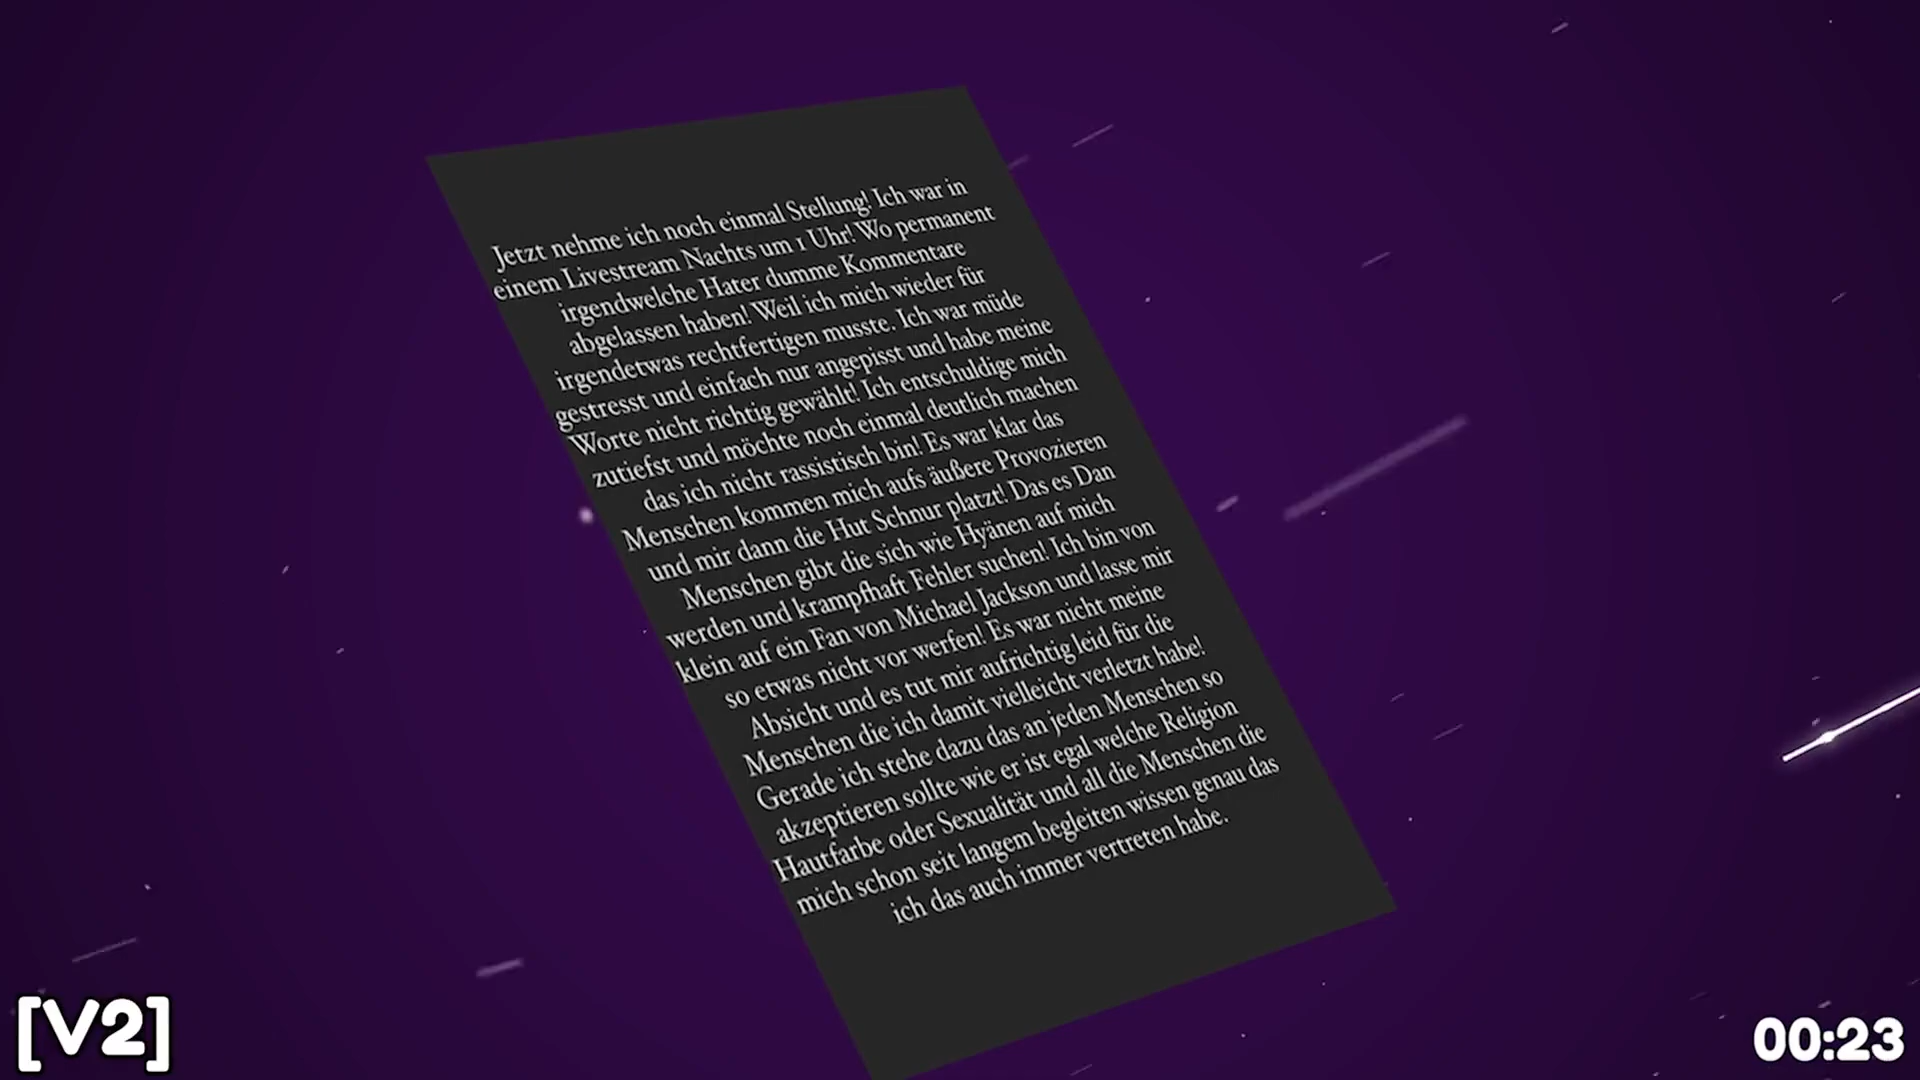 Jetzt nehme ich noch einmal Stellung! Ich war in
einem Livestream Nachts um 1 Uhr! Wo permanent
irgendwelche Hater dumme Kommentare
abgelassen haben! Weil ich mich wieder für
irgendetwas rechtfertigen musste. Ich war müde
gestresst und einfach nur angepisst und habe meine
Worte nicht richtig gewählt! Ich entschuldige mich
zutiefst und möchte noch einmal deutlich machen
das ich nicht rassistisch bin! Es war klar das
Menschen kommen mich aufs äußere Provozieren
und mir dann die Hut Schnur platzt! Das es Dan
Menschen gibt die sich wie Hyänen auf mich
werden und krampfhaft Fehler suchen! Ich bin von
klein auf ein Fan von Michael Jackson und lasse mir
so etwas nicht vor werfen! Es war nicht meine
Absicht und es tut mir aufrichtig leid für die
Menschen die ich damit vielleicht verletzt habe!
Gerade ich stehe dazu das an jeden Menschen so
akzeptieren sollte wie er ist egal welche Religion
Hautfarbe oder Sexualität und all die Menschen die
mich schon seit langem begleiten wissen genau das
ich das auch immer vertreten habe.
[V2]
00:23